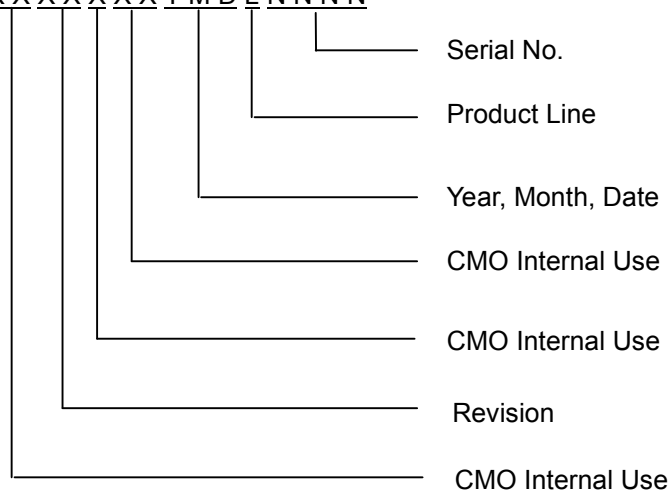 X X X X X X X Y M D L N N N N
Serial No.
Product Line
Year, Month, Date
CMO Internal Use
CMO Internal Use
Revision
CMO Internal Use